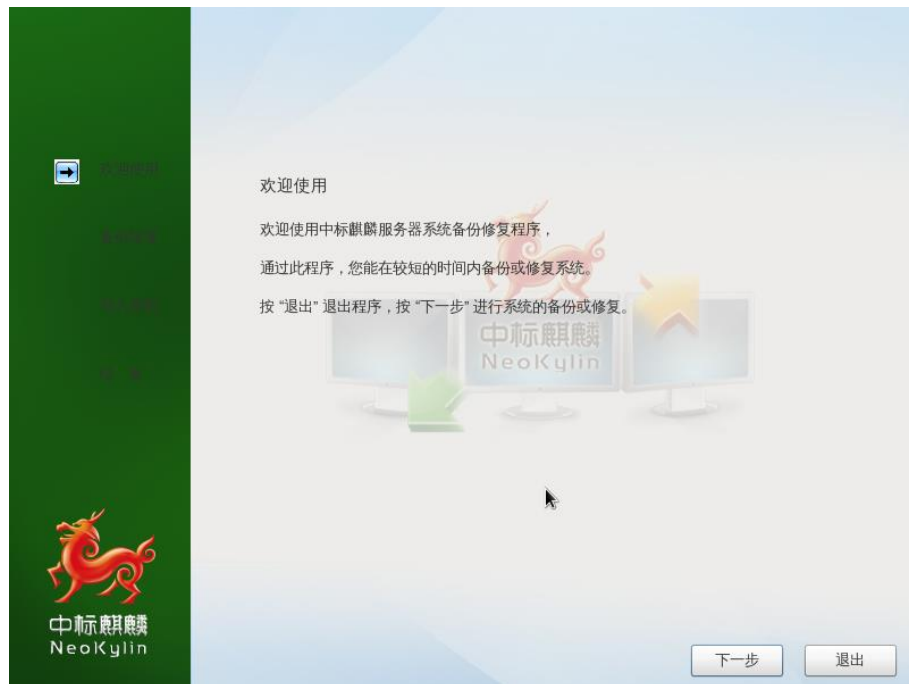 欢迎使用
欢迎使用
欢迎使用中标麒麟服务器系统备份修复程序，
通过此程序，您能在较短的时间内备份或修复系统。
按 “退出” 退出程序，按 “下一步” 进行系统的备份或修复。
中标麒麟
NeoKylin
中标麒麟
NeoKylin
下一步
退出